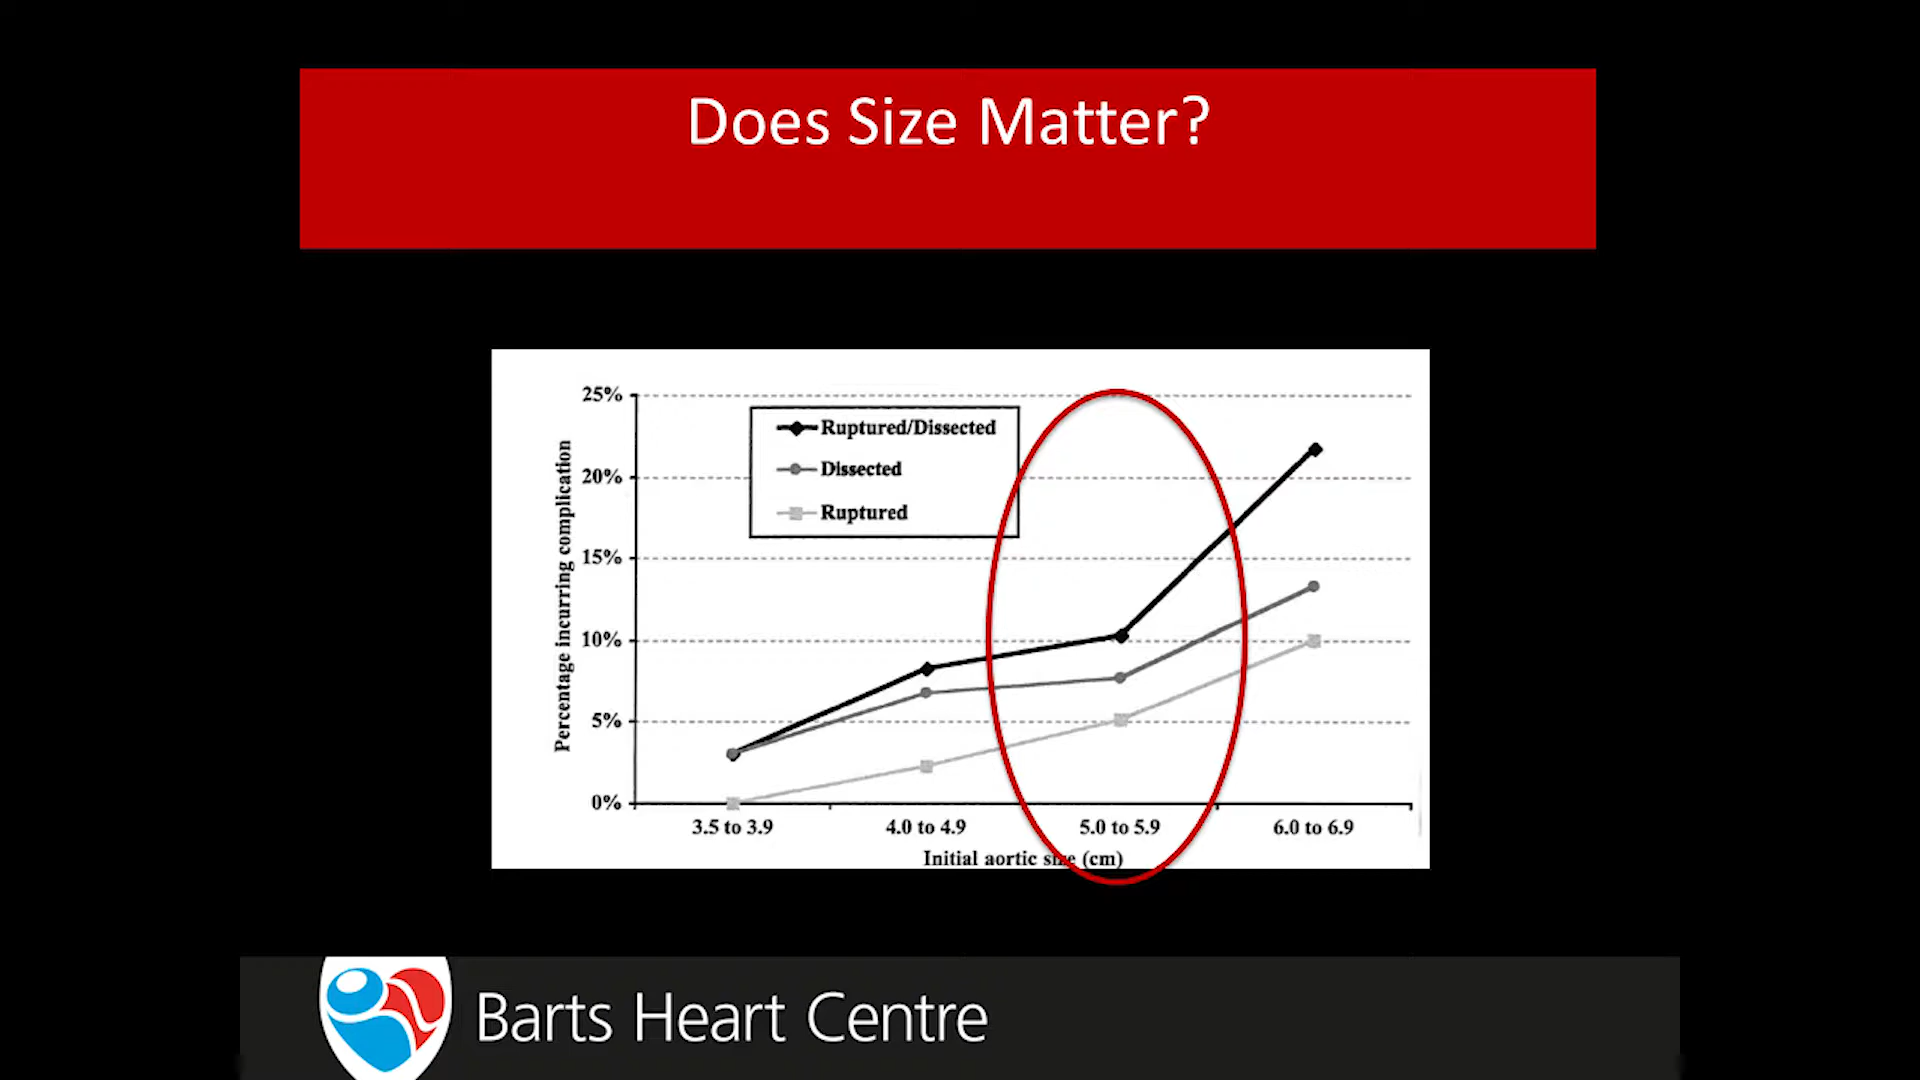 Does Size Matter?
25%
20%
15%
10%
5%
0%
Percentage incurring complication
Ruptured/Dissected
Dissected
Ruptured
3.5 to 3.9
4.0 to 4.9
5.0 to 5.9
6.0 to 6.9
Initial aortic size (cm)
Barts Heart Centre